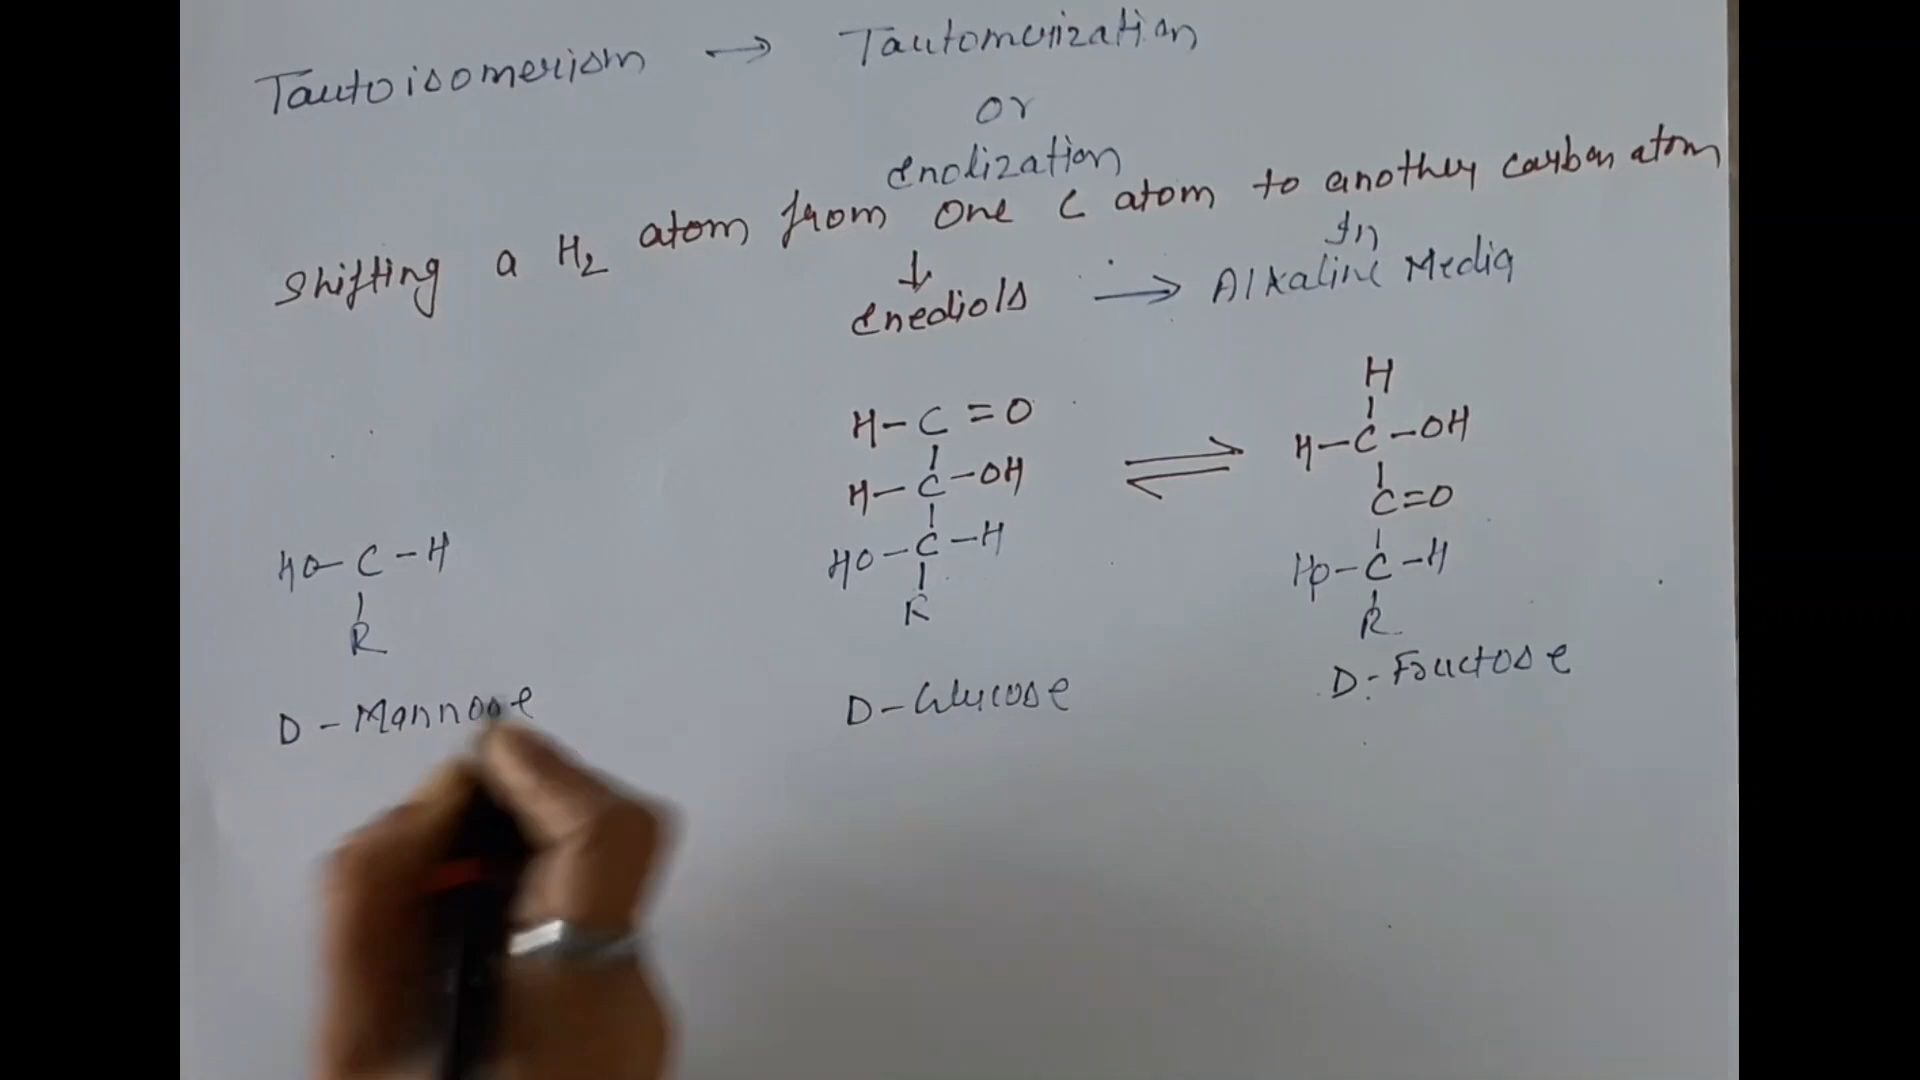 Tautoisomerism → Tautomerization
or
enolization
Shifting a H2 atom from one C atom to another carbon atom
↓
enediols → In Alkaline Media
H-C=O
H-C-OH
HO-C-H
R
D-Glucose
⇌
H
H-C-OH
C=O
HO-C-H
R
D-Fructose
HO-C-H
R
D-Mannose